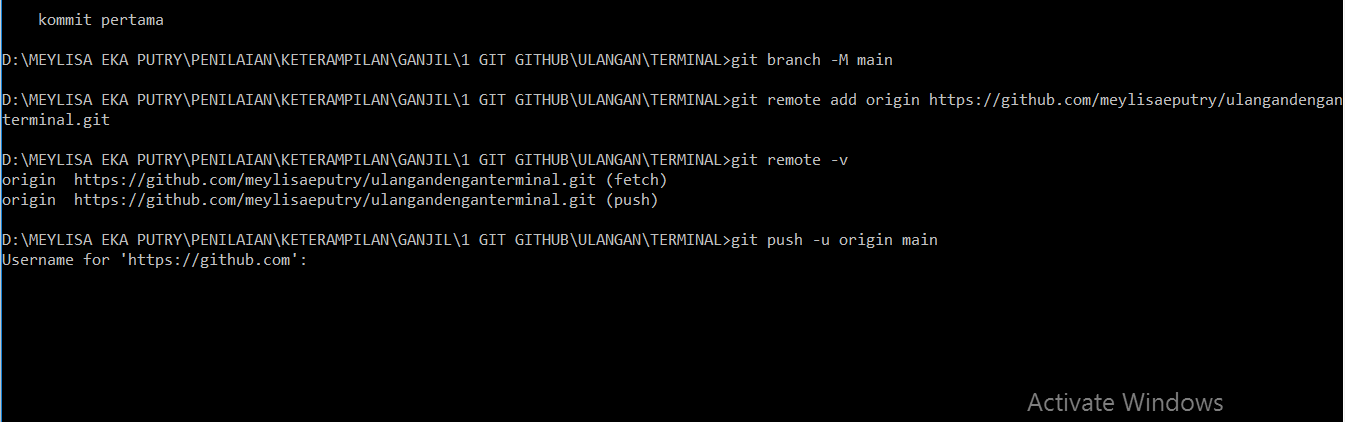 kommit pertama
D:\MEYLISA EKA PUTRY\PENILAIAN\KETERAMPILAN\GANJIL\1 GIT GITHUB\ULANGAN\TERMINAL>git branch -M main
D:\MEYLISA EKA PUTRY\PENILAIAN\KETERAMPILAN\GANJIL\1 GIT GITHUB\ULANGAN\TERMINAL>git remote add origin https://github.com/meylisaeputry/ulangandengan
terminal.git
D:\MEYLISA EKA PUTRY\PENILAIAN\KETERAMPILAN\GANJIL\1 GIT GITHUB\ULANGAN\TERMINAL>git remote -v
origin  https://github.com/meylisaeputry/ulangandenganterminal.git (fetch)
origin  https://github.com/meylisaeputry/ulangandenganterminal.git (push)
D:\MEYLISA EKA PUTRY\PENILAIAN\KETERAMPILAN\GANJIL\1 GIT GITHUB\ULANGAN\TERMINAL>git push -u origin main
Username for 'https://github.com':
Activate Windows